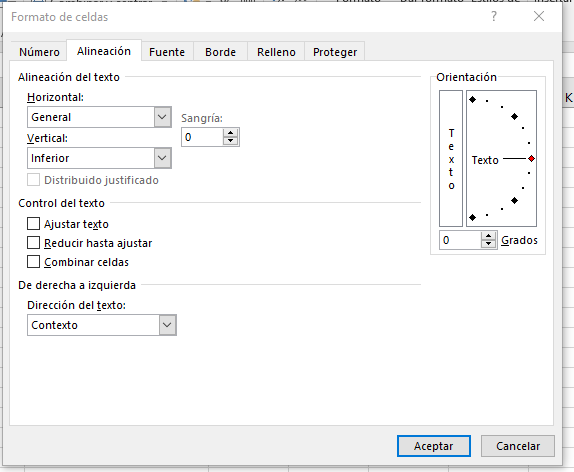 Formato de celdas
Número Alineación Fuente Borde Relleno Proteger
Alineación del texto
Horizontal:
General
Sangría:
0
Vertical:
Inferior
Distribuido justificado
Control del texto
Ajustar texto
Reducir hasta ajustar
Combinar celdas
De derecha a izquierda
Dirección del texto:
Contexto
Orientación
Texto
Texto
0 Grados
K
Aceptar Cancelar